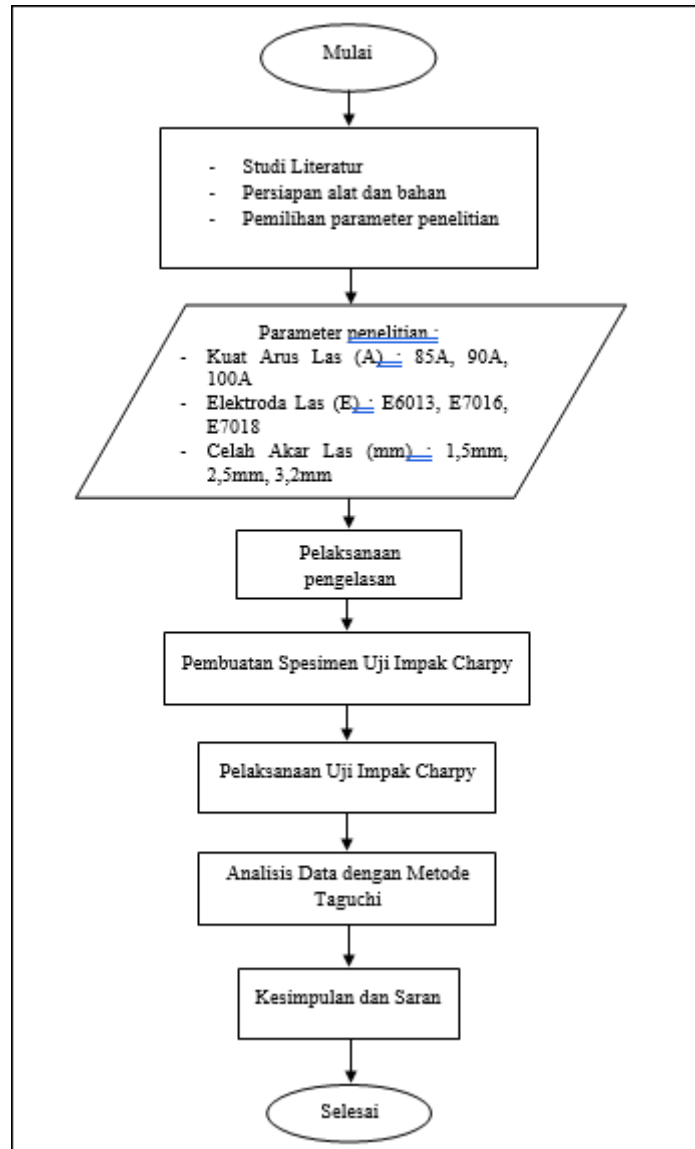 Mulai
- Studi Literatur
- Persiapan alat dan bahan
- Pemilihan parameter penelitian
Parameter penelitian :
- Kuat Arus Las (A) : 85A, 90A,
100A
- Elektroda Las (E) : E6013, E7016,
E7018
- Celah Akar Las (mm) : 1,5mm,
2,5mm, 3,2mm
Pelaksanaan
pengelasan
Pembuatan Spesimen Uji Impak Charpy
Pelaksanaan Uji Impak Charpy
Analisis Data dengan Metode
Taguchi
Kesimpulan dan Saran
Selesai